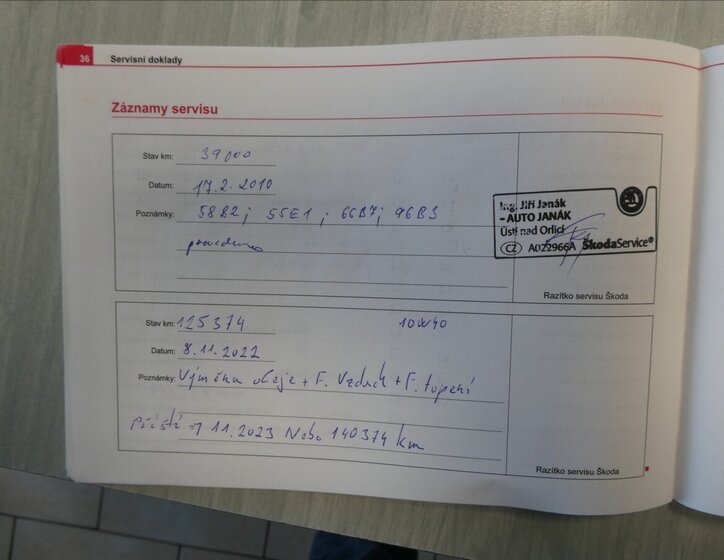 36 Servisní doklady
Záznamy servisu
Stav km: 39000
Datum: 17.2.2010
Poznámky: 58B2; 55E1; 66B7; 96B3
provedeno
Ing. Jiří Janák
- AUTO JANÁK
Ústí nad Orlicí
CZ A022966A ŠkodaService®
Razítko servisu Škoda
Stav km: 125374 10W40
Datum: 8.11.2022
Poznámky: Výměna oleje + F. Vzduch + F. topení
Příští => 11.2023 Nebo 140374 km
Razítko servisu Škoda